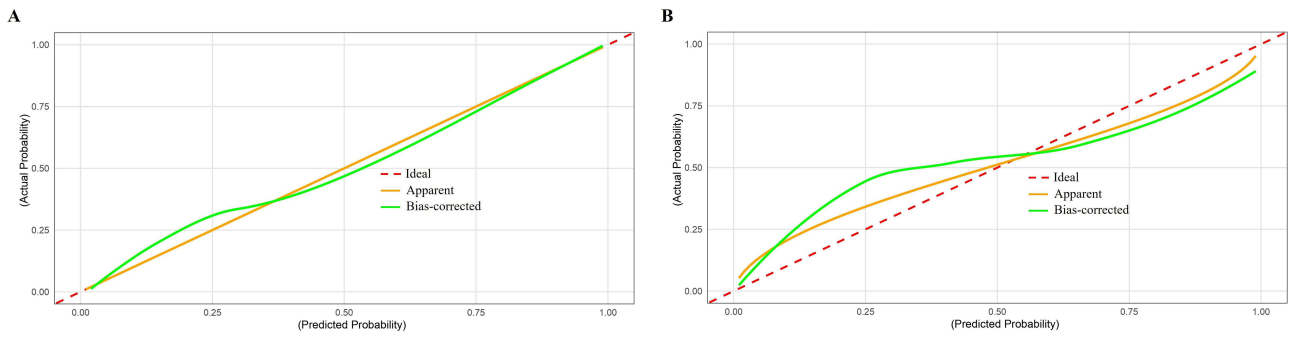 A
1.00
0.75
0.50
0.25
0.00
(Actual Probability)
Ideal
Apparent
Bias-corrected
0.00 0.25 0.50 0.75 1.00
(Predicted Probability)
B
1.00
0.75
0.50
0.25
0.00
(Actual Probability)
Ideal
Apparent
Bias-corrected
0.00 0.25 0.50 0.75 1.00
(Predicted Probability)